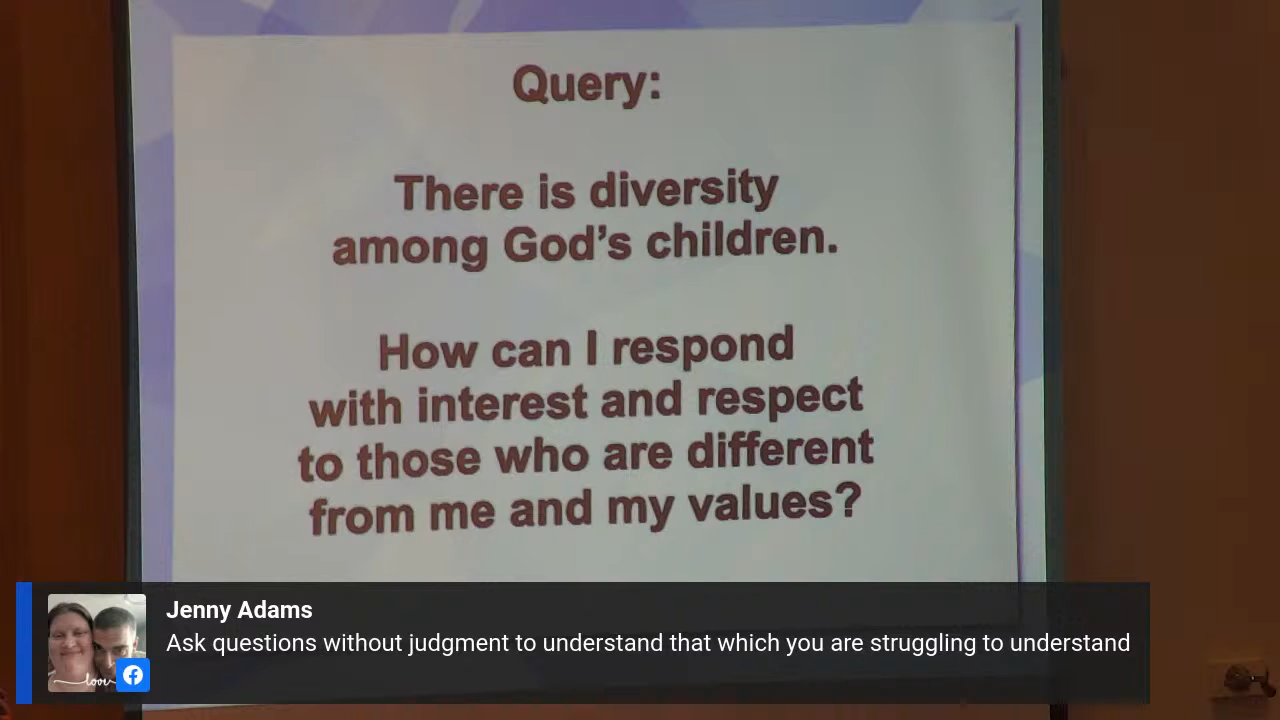 Query:
There is diversity
among God's children.
How can I respond
with interest and respect
to those who are different
from me and my values?
Jenny Adams
Ask questions without judgment to understand that which you are struggling to understand